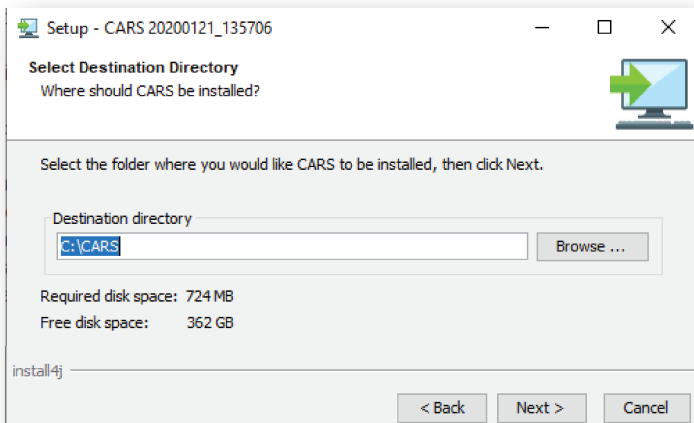 Setup - CARS 20200121_135706
Select Destination Directory
Where should CARS be installed?
Select the folder where you would like CARS to be installed, then click Next.
Destination directory
C:\CARS
Browse ...
Required disk space: 724 MB
Free disk space: 362 GB
install4j
< Back Next > Cancel